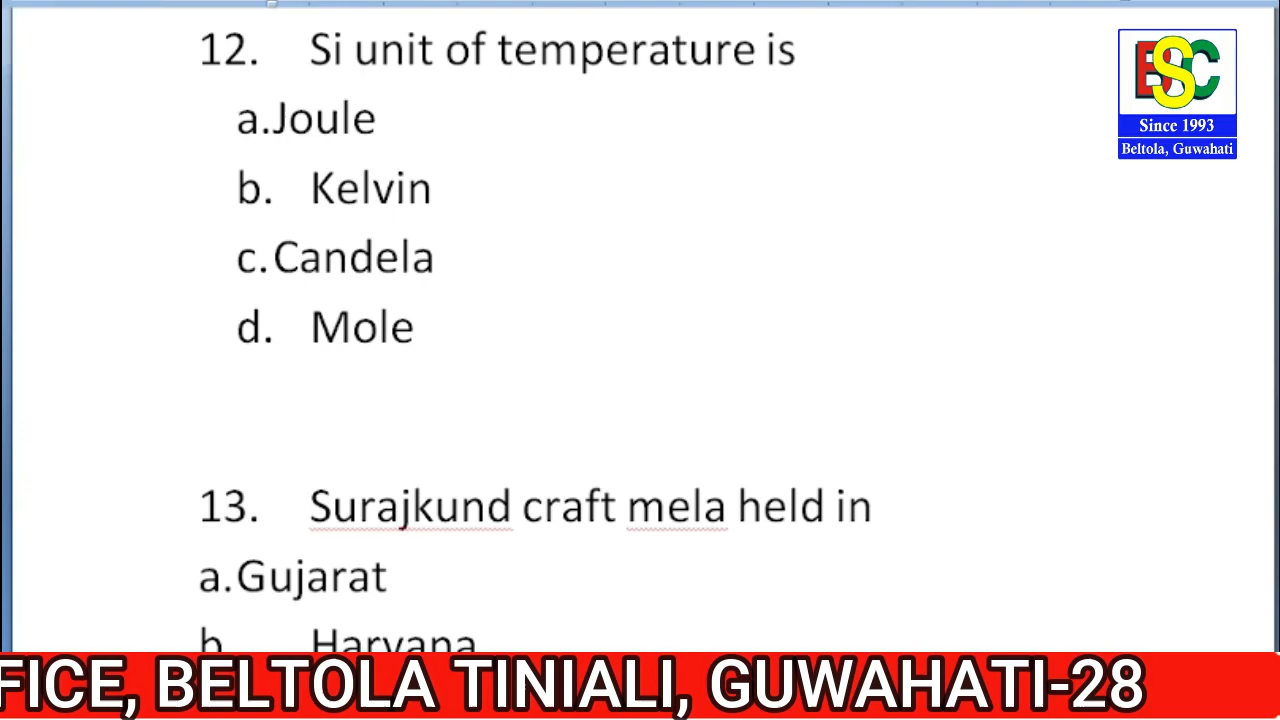 12. Si unit of temperature is
a.Joule
b. Kelvin
c.Candela
d. Mole
13. Surajkund craft mela held in
a.Gujarat
b Haryana
BSC
Since 1993
Beltola, Guwahati
FICE, BELTOLA TINIALI, GUWAHATI-28